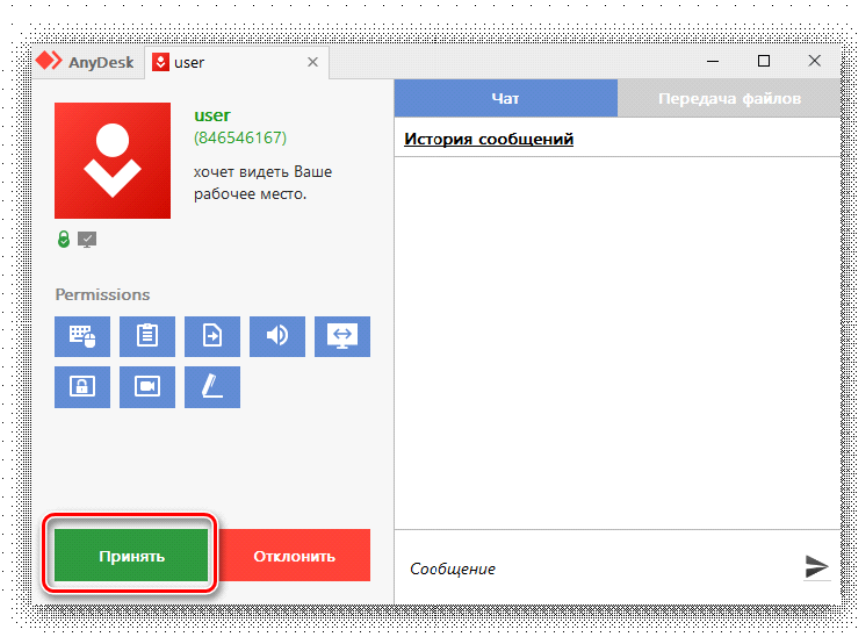 AnyDesk
user
user
(846546167)
хочет видеть Ваше
рабочее место.
Permissions
Принять
Отклонить
Чат
Передача файлов
История сообщений
Сообщение